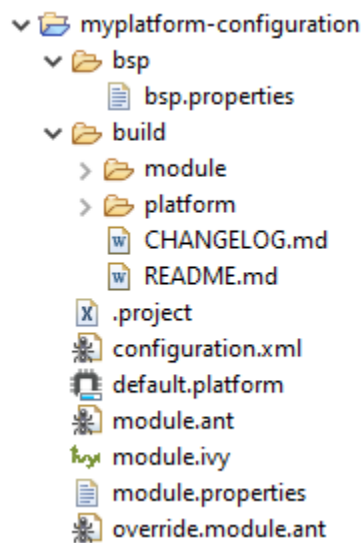 myplatform-configuration
bsp
bsp.properties
build
module
platform
CHANGELOG.md
README.md
.project
configuration.xml
default.platform
module.ant
module.ivy
module.properties
override.module.ant